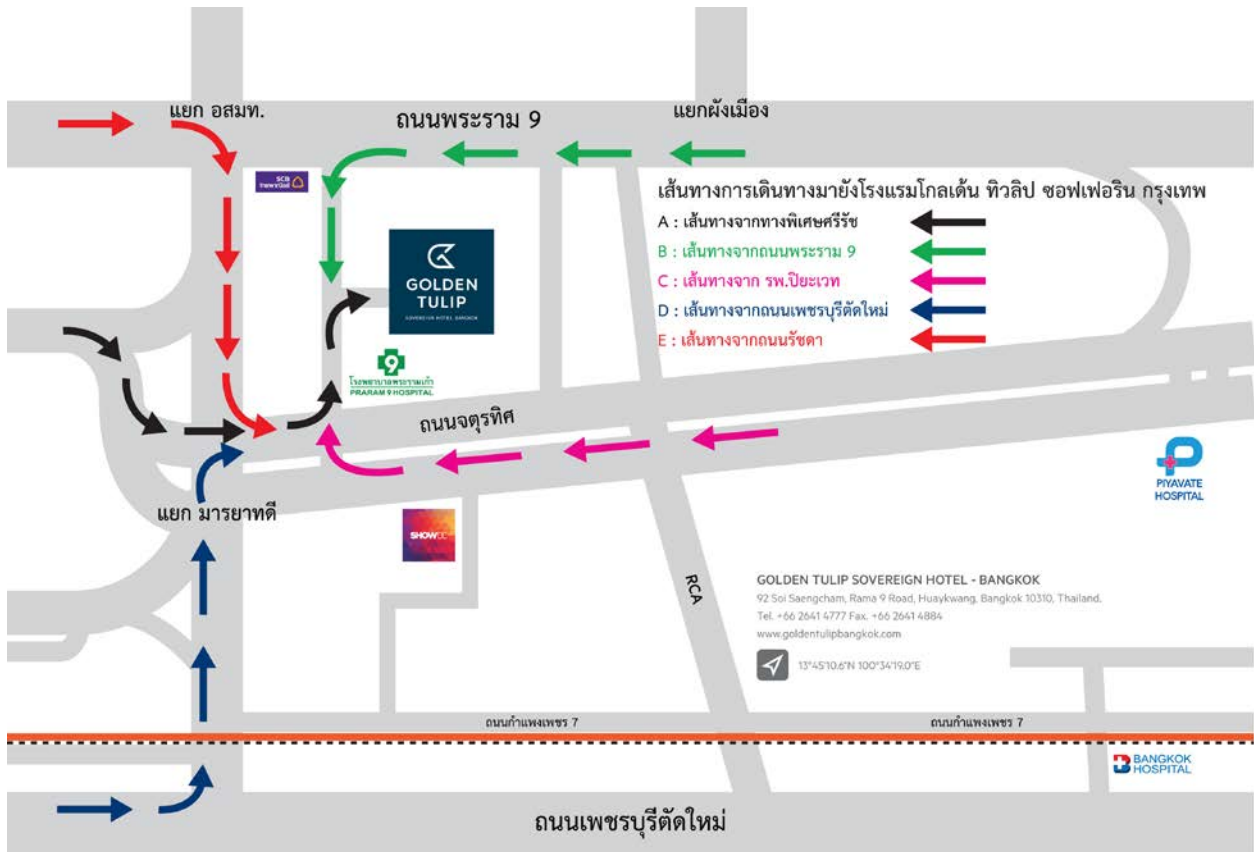 แยก อสมท.
ถนนพระราม 9
แยกผังเมือง
SCB
ไทยพาณิชย์
เส้นทางการเดินทางมายังโรงแรมโกลเด้น ทิวลิป ซอฟเฟอริน กรุงเทพ
A : เส้นทางจากทางพิเศษศรีรัช
B : เส้นทางจากถนนพระราม 9
C : เส้นทางจาก รพ.ปิยะเวท
D : เส้นทางจากถนนเพชรบุรีตัดใหม่
E : เส้นทางจากถนนรัชดา
GOLDEN
TULIP
SOVEREIGN HOTEL BANGKOK
9
โรงพยาบาลพระรามเก้า
PRARAM 9 HOSPITAL
ถนนจตุรทิศ
PIYAVATE
HOSPITAL
แยก มารยาทดี
SHOW DC
RCA
GOLDEN TULIP SOVEREIGN HOTEL - BANGKOK
92 Soi Saengcham, Rama 9 Road, Huaykwang, Bangkok 10310, Thailand.
Tel. +66 2641 4777 Fax. +66 2641 4884
www.goldentulipbangkok.com
13°45'10.6"N 100°34'19.0"E
ถนนกำแพงเพชร 7
ถนนกำแพงเพชร 7
BANGKOK
HOSPITAL
ถนนเพชรบุรีตัดใหม่